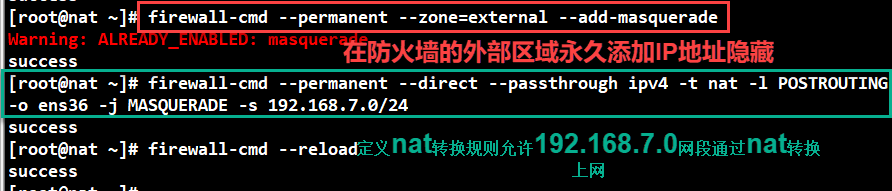 [root@nat ~]# firewall-cmd --permanent --zone=external --add-masquerade
Warning: ALREADY_ENABLED: masquerade
success
在防火墙的外部区域永久添加IP地址隐藏
[root@nat ~]# firewall-cmd --permanent --direct --passthrough ipv4 -t nat -l POSTROUTING
-o ens36 -j MASQUERADE -s 192.168.7.0/24
success
[root@nat ~]# firewall-cmd --reload
定义nat转换规则允许192.168.7.0网段通过nat转换
上网
success
[root@nat ~]#